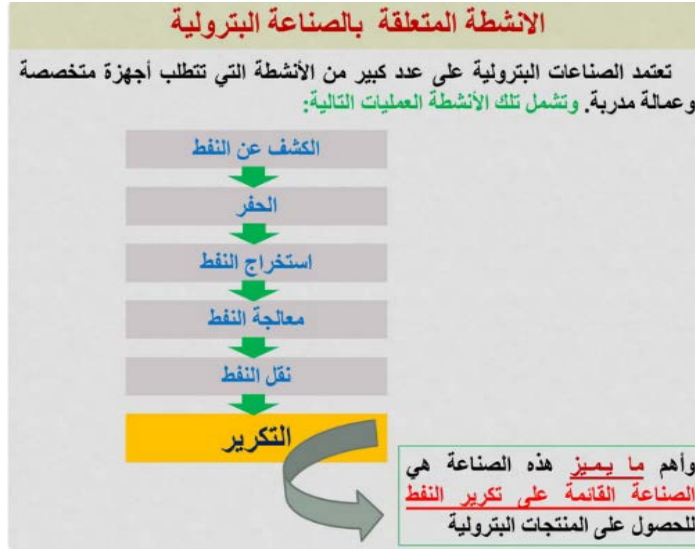 الانشطة المتعلقة بالصناعة البترولية
تعتمد الصناعات البترولية على عدد كبير من الأنشطة التي تتطلب أجهزة متخصصة
وعمالة مدربة. وتشمل تلك الأنشطة العمليات التالية:
الكشف عن النفط
الحفر
استخراج النفط
معالجة النفط
نقل النفط
التكرير
وأهم ما يميز هذه الصناعة هي
الصناعة القائمة على تكرير النفط
للحصول على المنتجات البترولية